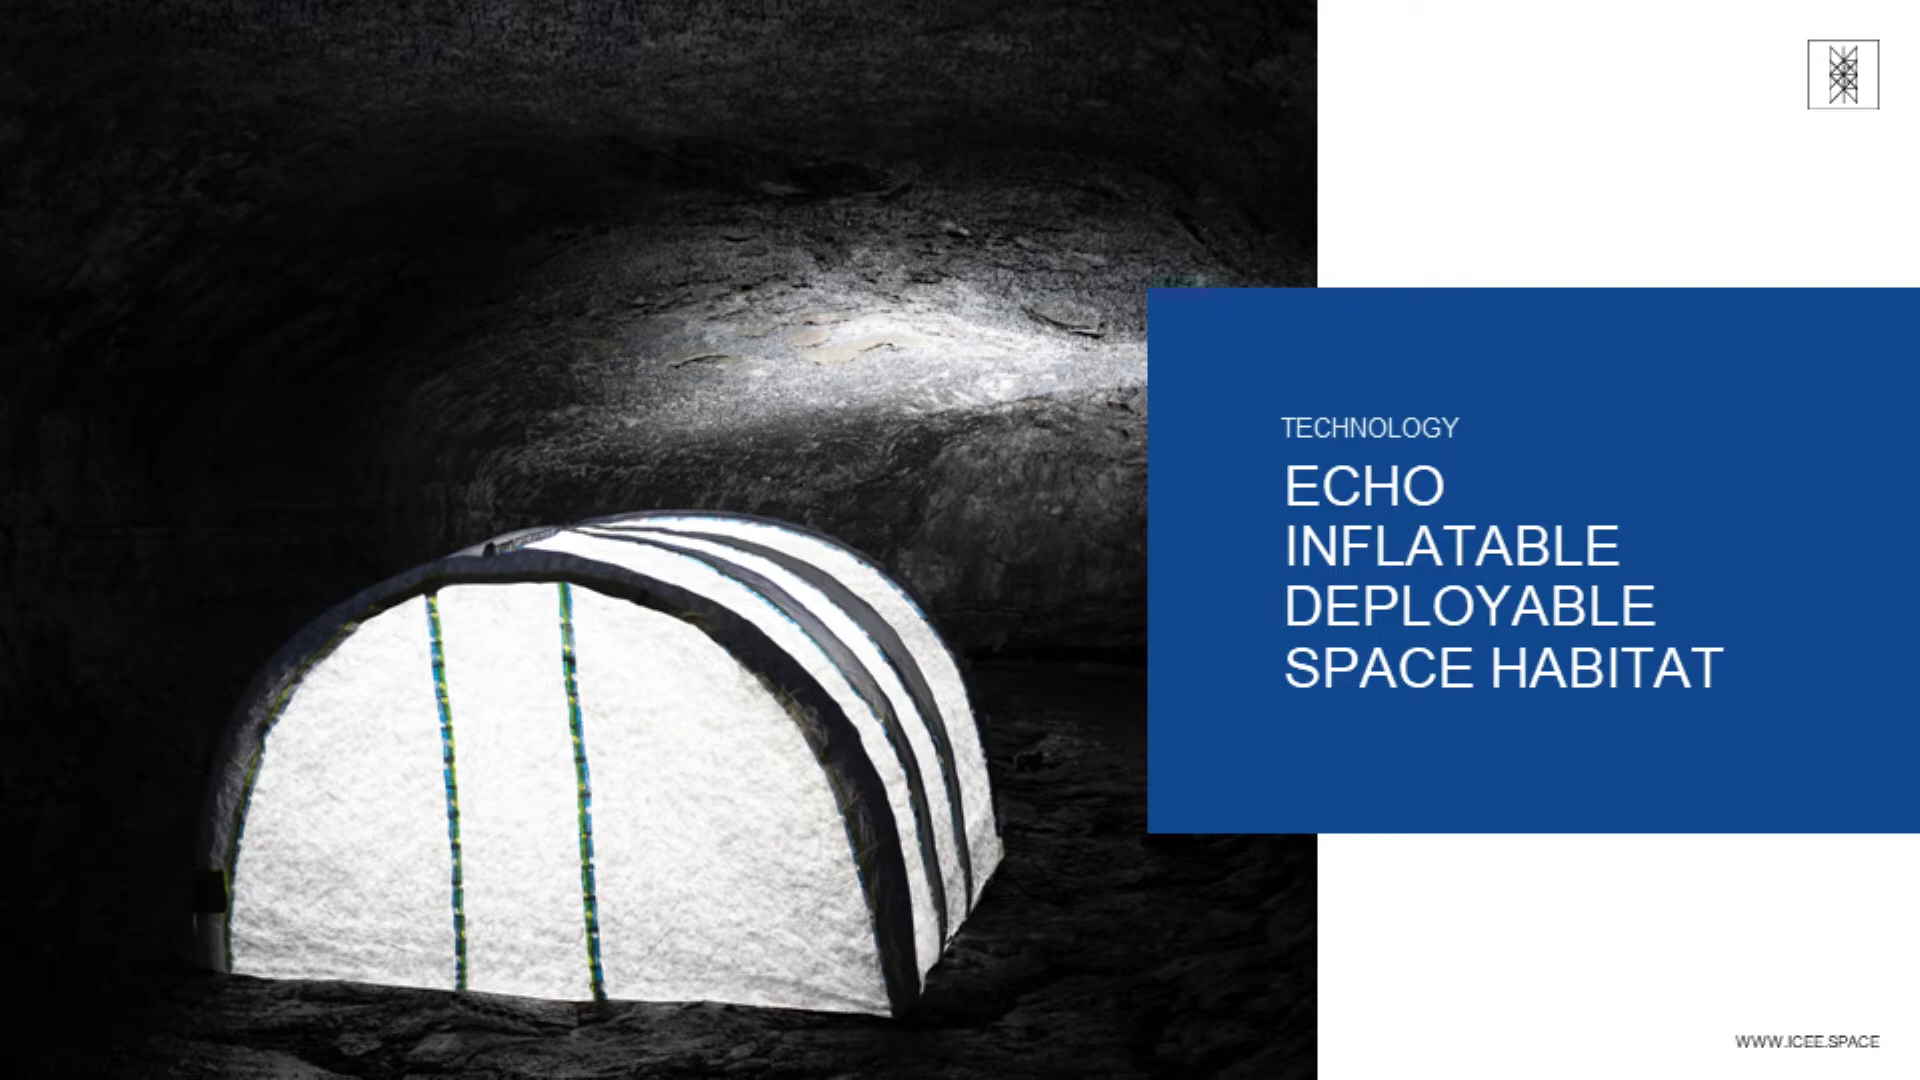 TECHNOLOGY
ECHO
INFLATABLE
DEPLOYABLE
SPACE HABITAT
WWW.ICEE.SPACE